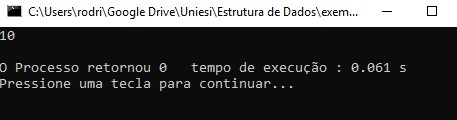 C:\Users\rodri\Google Drive\Uniesi\Estrutura de Dados\exem...
10
O Processo retornou 0   tempo de execução : 0.061 s
Pressione uma tecla para continuar...